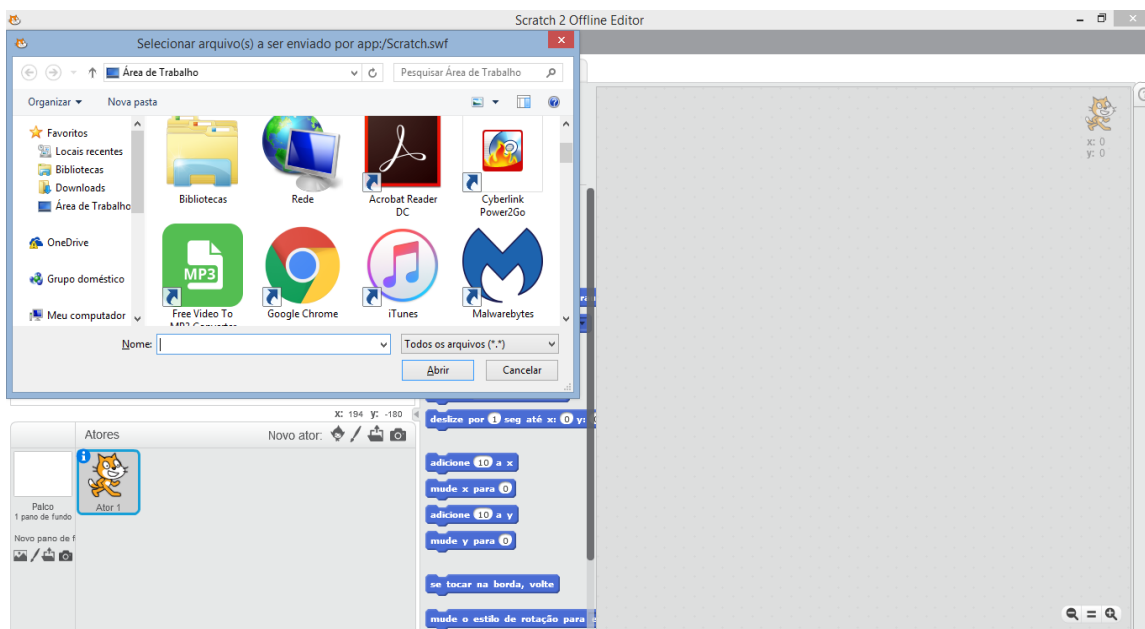 Scratch 2 Offline Editor
Selecionar arquivo(s) a ser enviado por app:/Scratch.swf
Área de Trabalho
Pesquisar Área de Trabalho
Organizar
Nova pasta
Favoritos
Locais recentes
Bibliotecas
Downloads
Área de Trabalho
OneDrive
Grupo doméstico
Meu computador
Bibliotecas
Rede
Acrobat Reader
DC
Cyberlink
Power2Go
MP3
Free Video To
Google Chrome
iTunes
Malwarebytes
Nome:
Todos os arquivos (*.*)
Abrir
Cancelar
x: 0
y: 0
X: 194 y: -180
Atores
Novo ator:
Palco
1 pano de fundo
Novo pano de f
Ator 1
deslize por 1 seg até x: 0 y:
adicione 10 a x
mude x para 0
adicione 10 a y
mude y para 0
se tocar na borda, volte
mude o estilo de rotação para